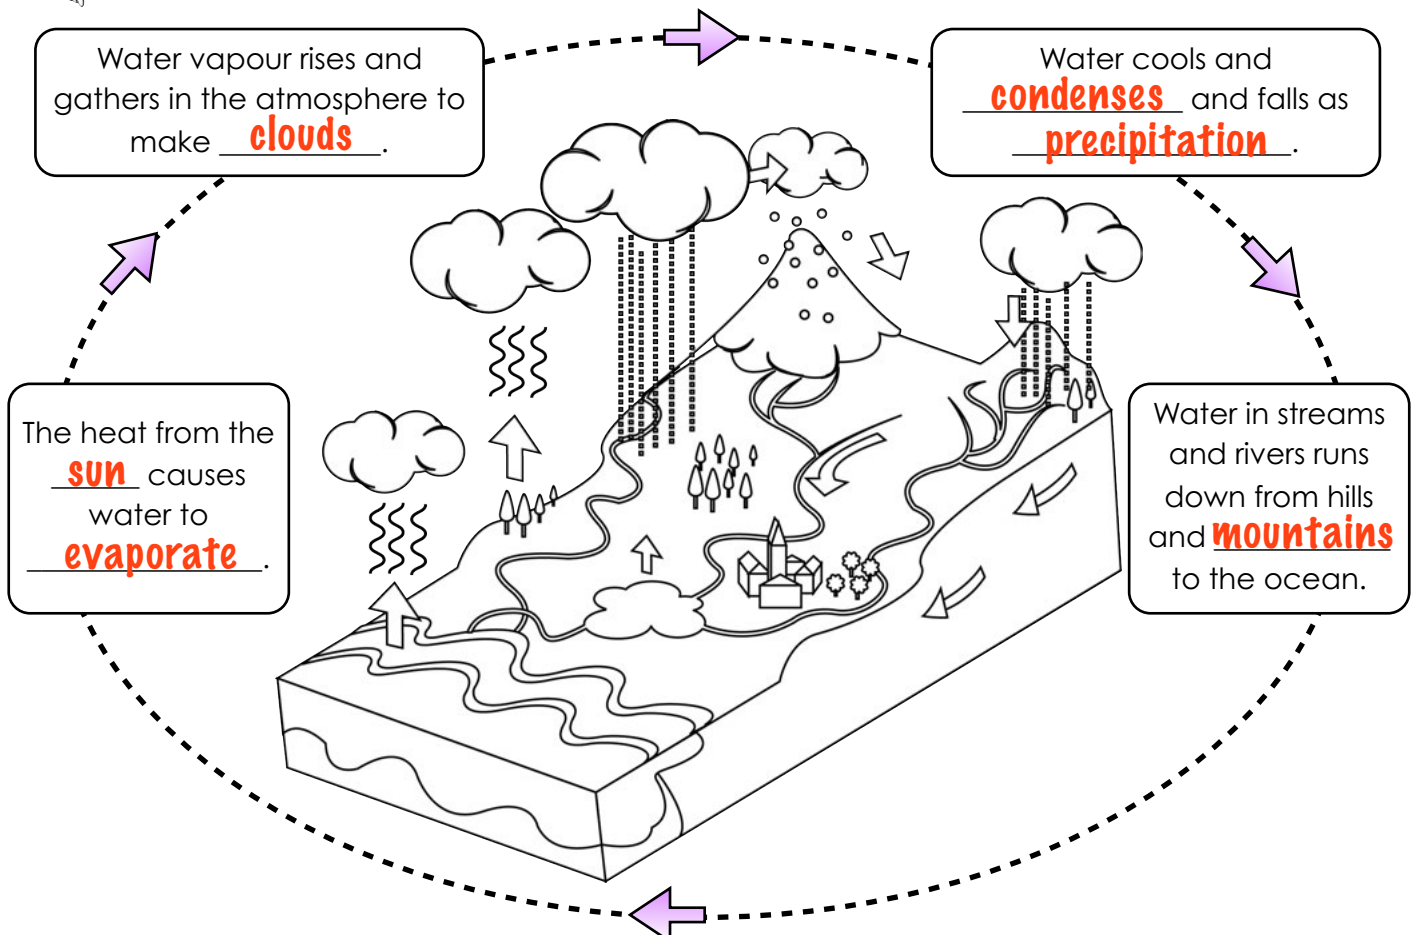 Water vapour rises and
gathers in the atmosphere to
make clouds.
Water cools and
condenses and falls as
precipitation.
The heat from the
sun causes
water to
evaporate.
Water in streams
and rivers runs
down from hills
and mountains
to the ocean.